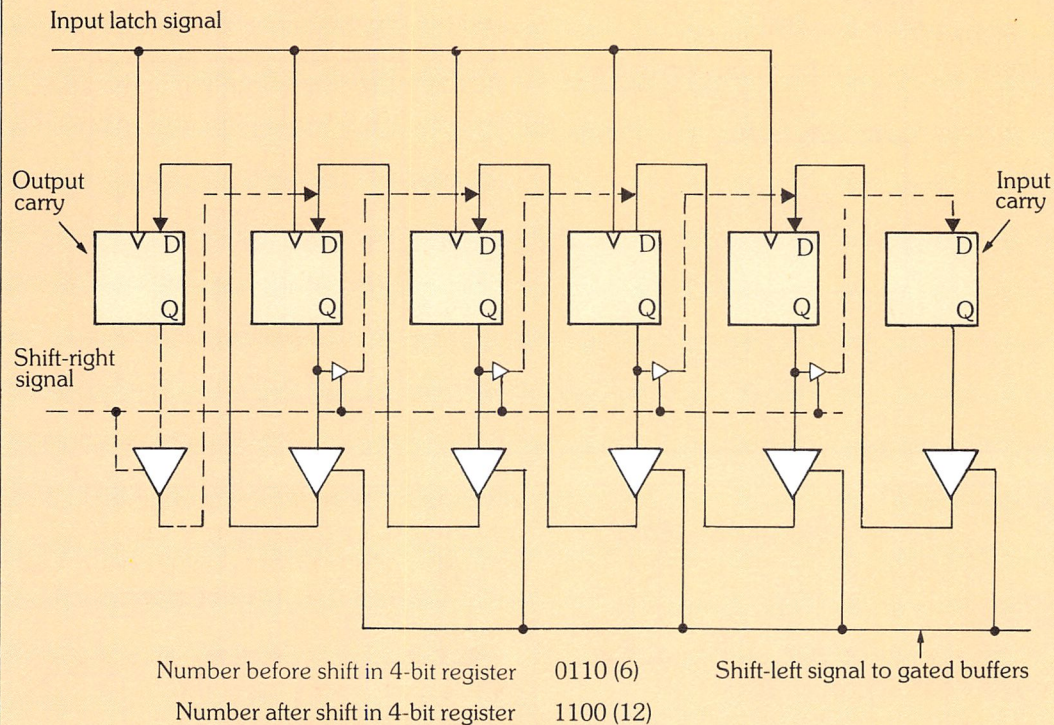 Input latch signal
Output
carry
Input
carry
D
D
D
D
D
D
Q
Q
Q
Q
Q
Q
Shift-right
signal
Number before shift in 4-bit register 0110 (6)
Shift-left signal to gated buffers
Number after shift in 4-bit register 1100 (12)